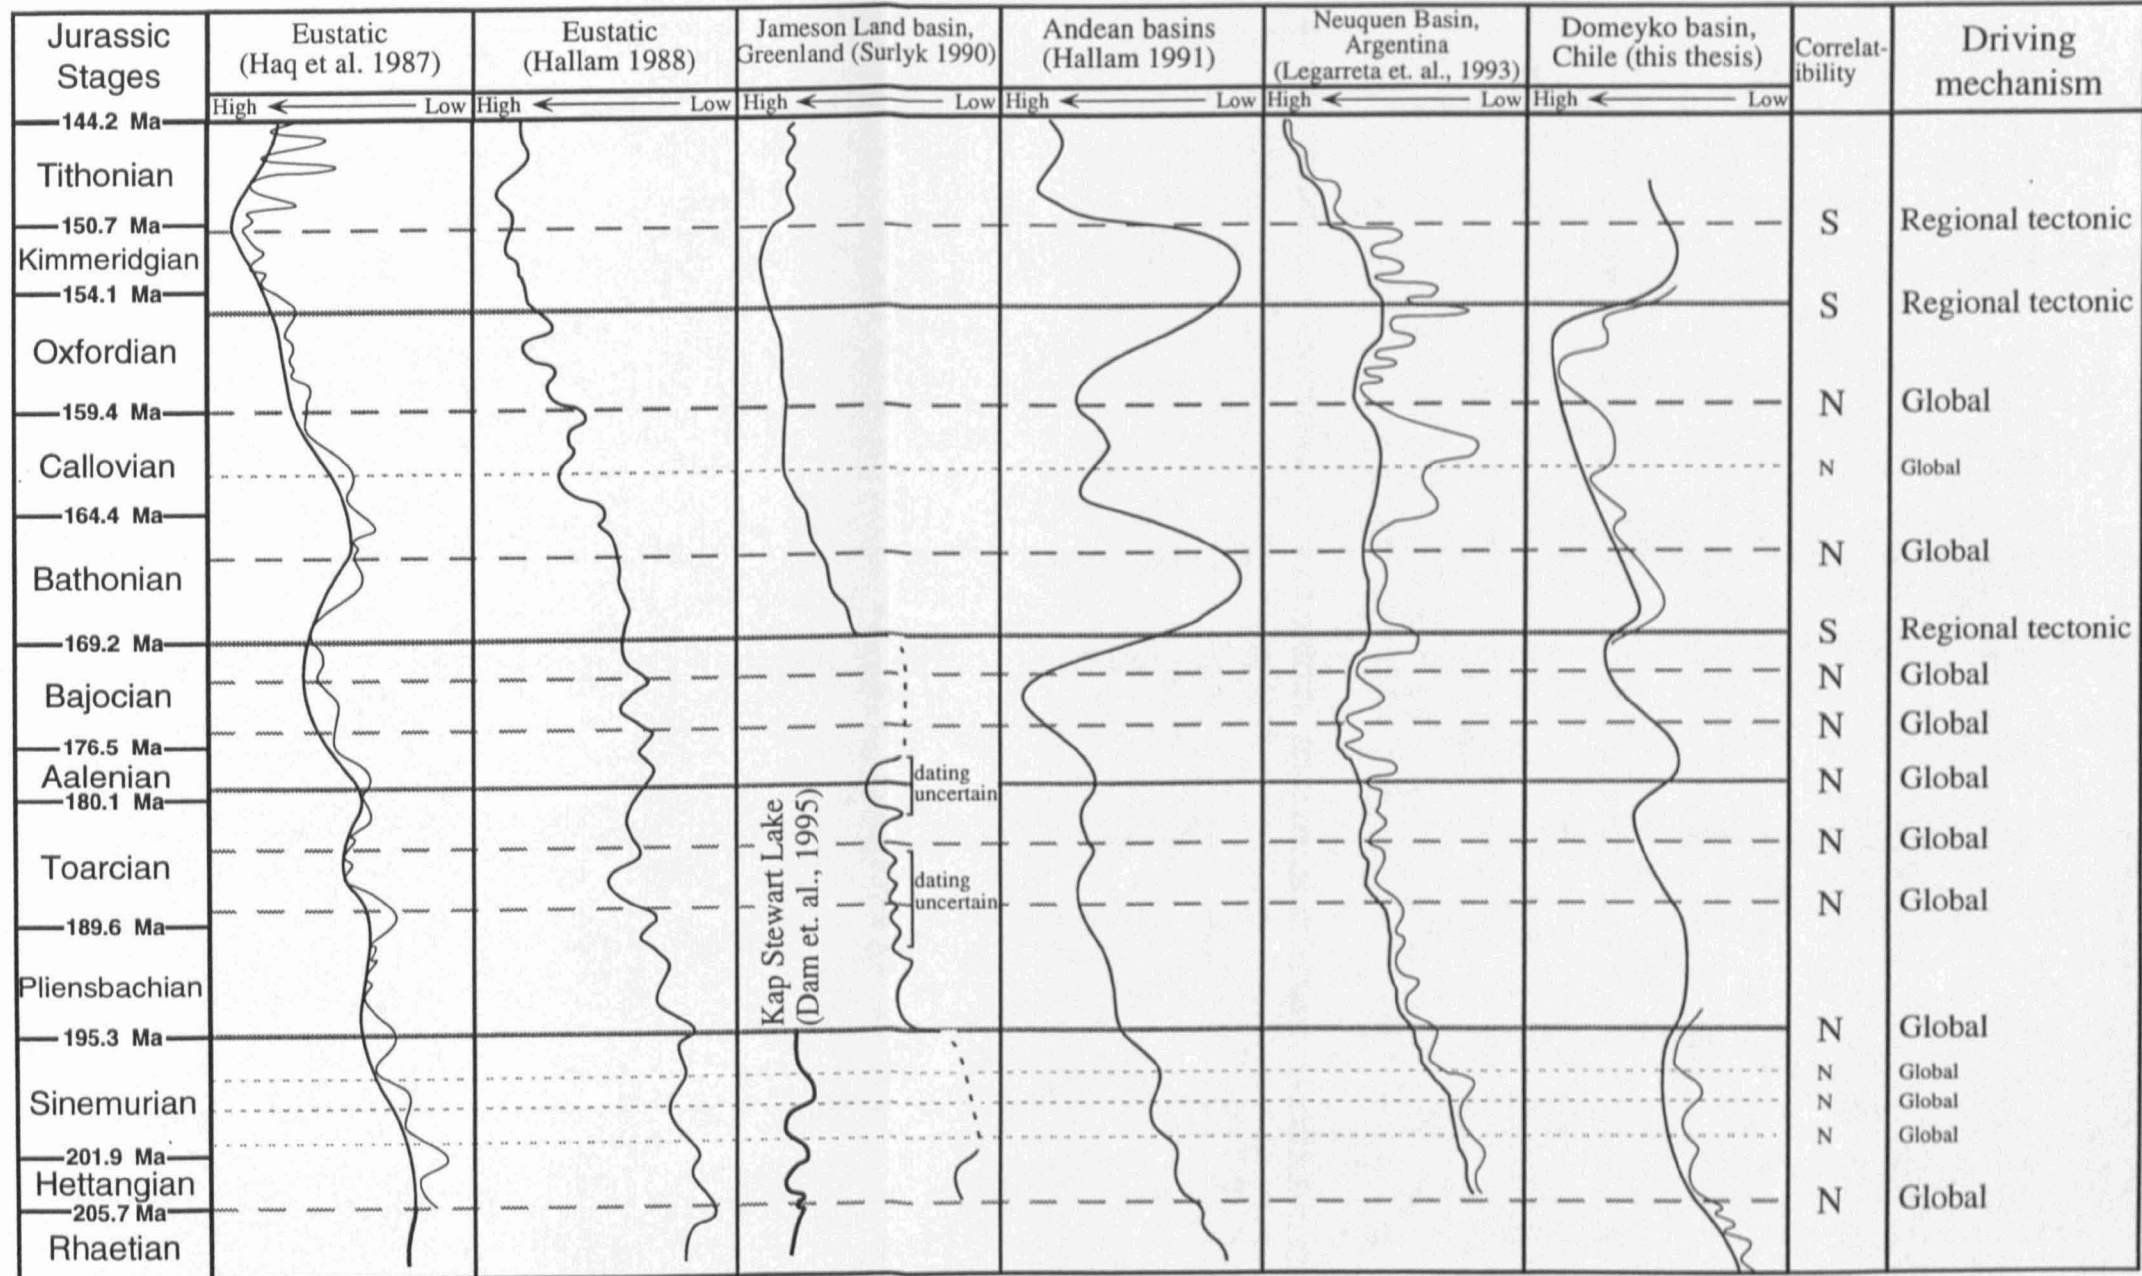 Jurassic
Stages
Eustatic
(Haq et al. 1987)
Eustatic
(Hallam 1988)
Jameson Land basin,
Greenland (Surlyk 1990)
Andean basins
(Hallam 1991)
Neuquen Basin,
Argentina
(Legarreta et. al., 1993)
Domeyko basin,
Chile (this thesis)
Correlat-
ibility
Driving
mechanism
High Low High Low High Low High Low High Low High Low
144.2 Ma
Tithonian
150.7 Ma
S Regional tectonic
Kimmeridgian
154.1 Ma
S Regional tectonic
Oxfordian
159.4 Ma
N Global
Callovian
N Global
164.4 Ma
N Global
Bathonian
169.2 Ma
S Regional tectonic
N Global
Bajocian
N Global
176.5 Ma
Aalenian
dating
uncertain
N Global
180.1 Ma
N Global
Toarcian
dating
uncertain
N Global
189.6 Ma
Kap Stewart Lake
(Dam et. al., 1995)
Pliensbachian
195.3 Ma
N Global
N Global
Sinemurian
N Global
N Global
201.9 Ma
Hettangian
N Global
205.7 Ma
Rhaetian